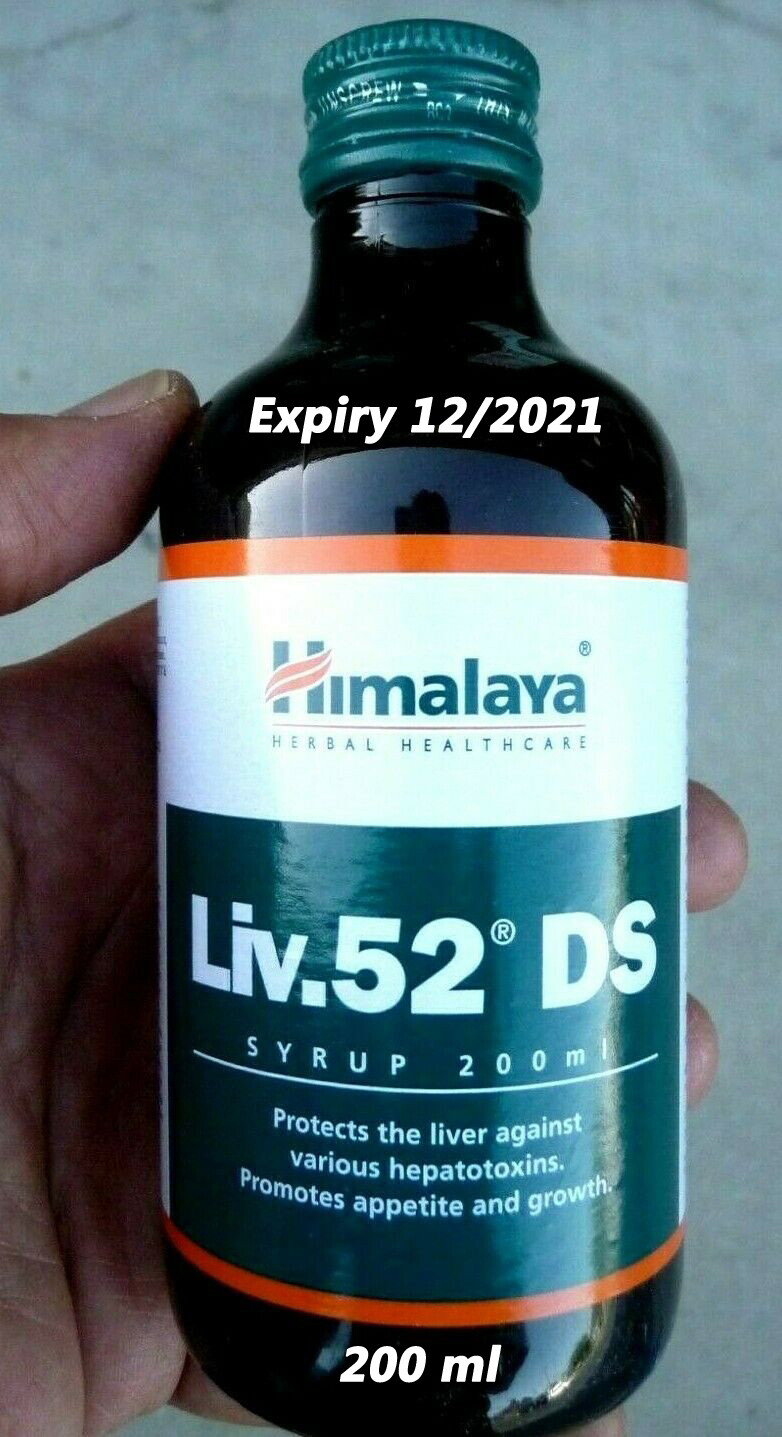 UNSCREW
Expiry 12/2021
Himalaya®
HERBAL HEALTHCARE
Liv.52® DS
SYRUP 200ml
Protects the liver against
various hepatotoxins.
Promotes appetite and growth.
200 ml